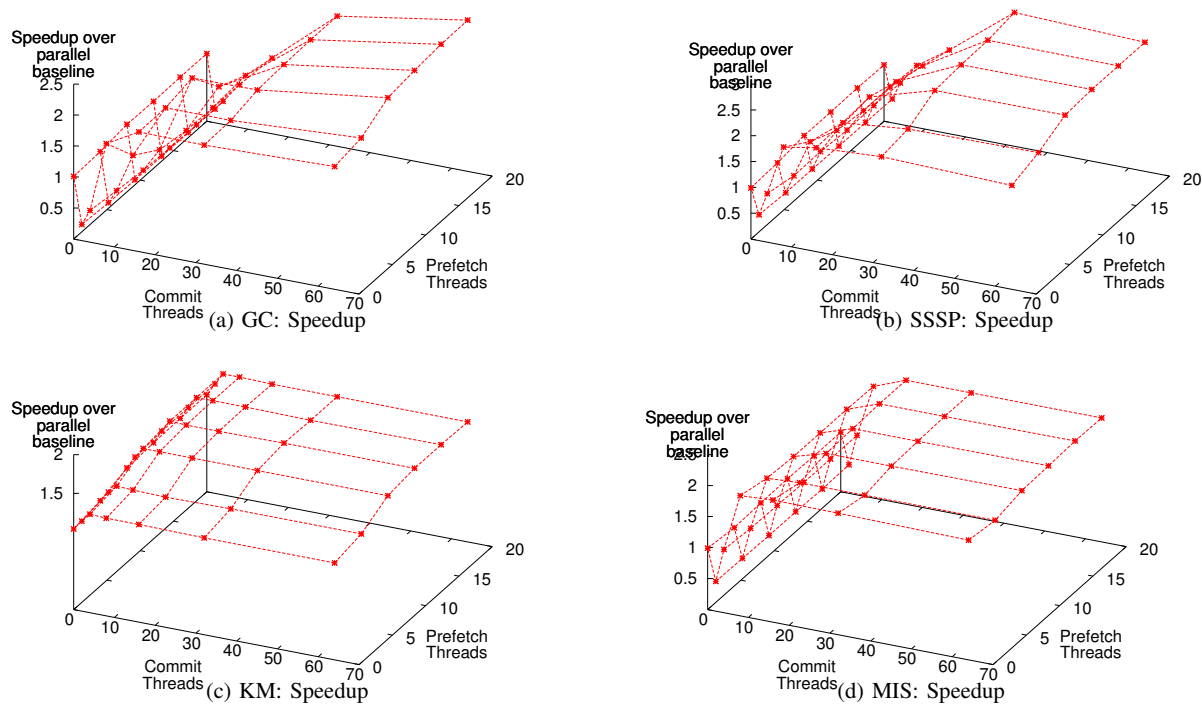 Speedup over
parallel
baseline
2.5
2
1.5
1
0.5
0
10
20
30
40
50
60
70
Commit
Threads
0
5
10
15
20
Prefetch
Threads
(a) GC: Speedup
Speedup over
parallel
baseline
3
2.5
2
1.5
1
0.5
0
10
20
30
40
50
60
70
Commit
Threads
0
5
10
15
20
Prefetch
Threads
(b) SSSP: Speedup
Speedup over
parallel
baseline
2
1.5
0
10
20
30
40
50
60
70
Commit
Threads
0
5
10
15
20
Prefetch
Threads
(c) KM: Speedup
Speedup over
parallel
baseline
2.5
2
1.5
1
0.5
0
10
20
30
40
50
60
70
Commit
Threads
0
5
10
15
20
Prefetch
Threads
(d) MIS: Speedup